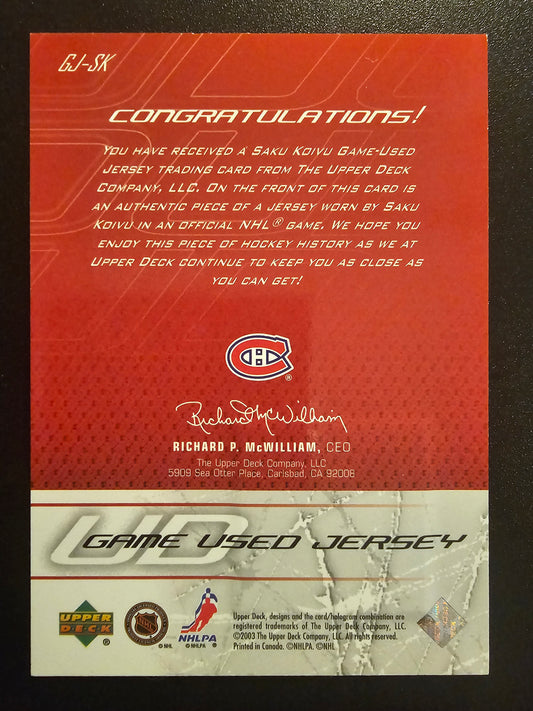 GJ-SK
CONGRATULATIONS!
YOU HAVE RECEIVED A SAKU KOIVU GAME-USED
JERSEY TRADING CARD FROM THE UPPER DECK
COMPANY, LLC. ON THE FRONT OF THIS CARD IS
AN AUTHENTIC PIECE OF A JERSEY WORN BY SAKU
KOIVU IN AN OFFICIAL NHL® GAME. WE HOPE YOU
ENJOY THIS PIECE OF HOCKEY HISTORY AS WE AT
UPPER DECK CONTINUE TO KEEP YOU AS CLOSE AS
YOU CAN GET!
CH
®
Richard McWilliam
RICHARD P. McWILLIAM, CEO
The Upper Deck Company, LLC
5909 Sea Otter Place, Carlsbad, CA 92008
UD
GAME USED JERSEY
UPPER
DECK
®
NHL
© NHL
NHLPA
© NHLPA ®
Upper Deck, designs and the card/hologram combination are
registered trademarks of The Upper Deck Company, LLC.
©2003 The Upper Deck Company, LLC. All rights reserved.
Printed in Canada. ©NHLPA. ©NHL